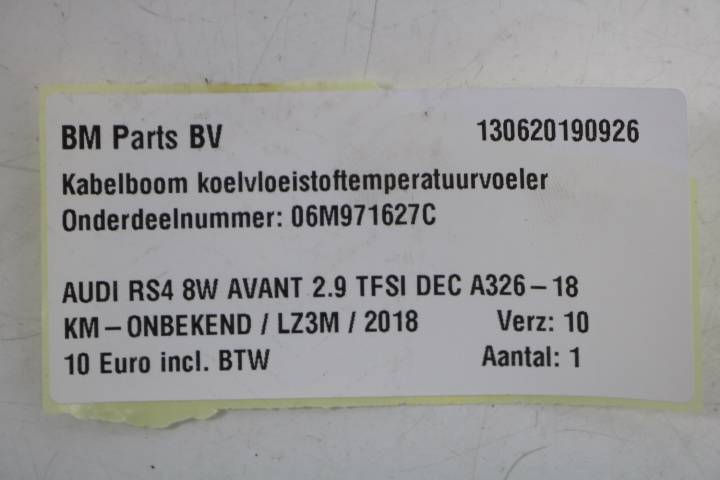 BM Parts BV 130620190926
Kabelboom koelvloeistoftemperatuurvoeler
Onderdeelnummer: 06M971627C
AUDI RS4 8W AVANT 2.9 TFSI DEC A326-18
KM-ONBEKEND / LZ3M / 2018 Verz: 10
10 Euro incl. BTW Aantal: 1